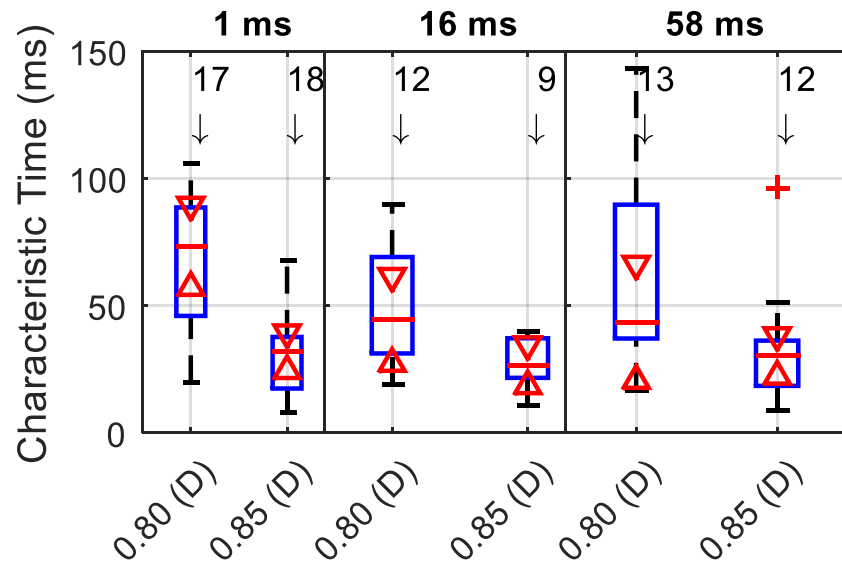 1 ms 16 ms 58 ms
Characteristic Time (ms)
150
100
50
0
17 18 12 9 13 12
↓ ↓ ↓ ↓ ↓ ↓
0.80 (D) 0.85 (D) 0.80 (D) 0.85 (D) 0.80 (D) 0.85 (D)